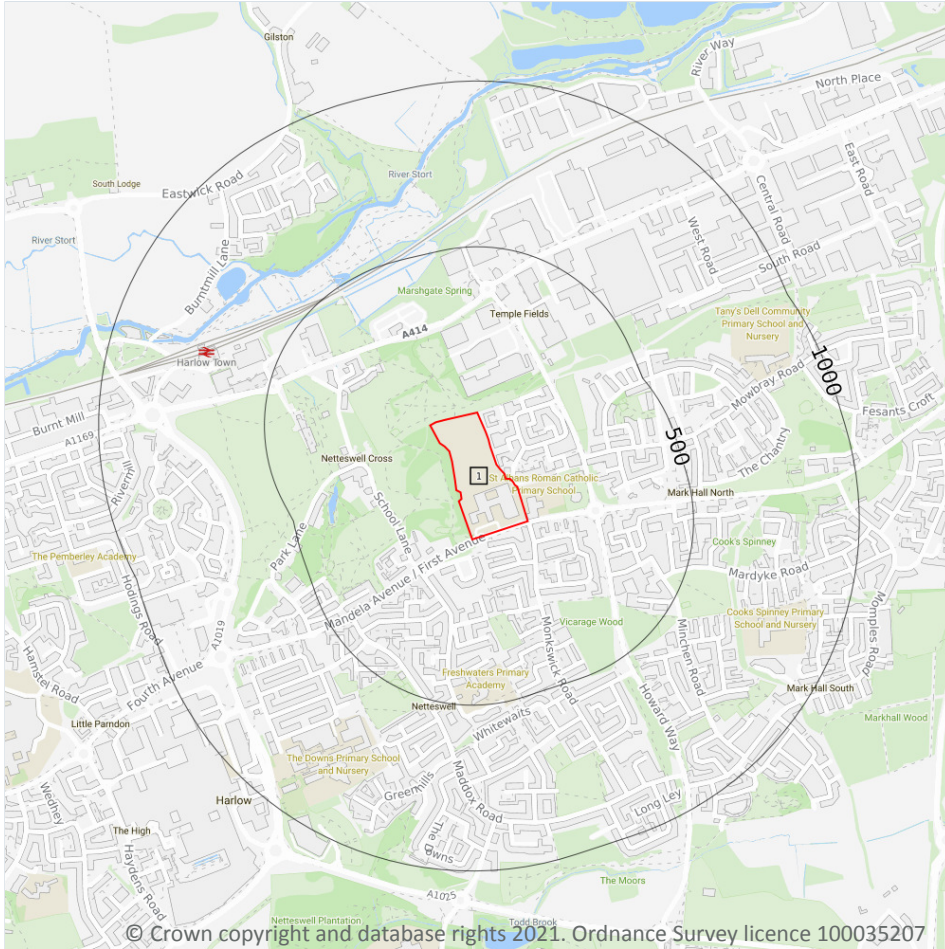 Gilston
River Way
North Place
South Lodge
Eastwick Road
River Stort
East Road
Central Road
River Stort
West Road
South Road
Burntmill Lane
Marshgate Spring
Temple Fields
Tany's Dell Community
Primary School and
Nursery
A414
Harlow Town
1000
Mowbray Road
Fesants Croft
Burnt Mill
A1169
500
The Chantry
Netteswell Cross
1
St Albans Roman Catholic
Primary School
Rivermill
Mark Hall North
School Lane
Park Lane
Mandela Avenue / First Avenue
Cook's Spinney
The Pemberley Academy
Mardyke Road
Hodings Road
A1019
Cooks Spinney Primary
School and Nursery
Momples Road
Vicarage Wood
Monkswick Road
Minchen Road
Hamstel Road
Fourth Avenue
Freshwaters Primary
Academy
Mark Hall South
Netteswell
Howard Way
Little Parndon
Whitewaits
Markhall Wood
The Downs Primary School
and Nursery
Wedhey
Greenhills
Maddox Road
Harlow
Long Ley
The High
The Downs
Haydens Road
A1025
The Moors
Netteswell Plantation
Todd Brook
© Crown copyright and database rights 2021. Ordnance Survey licence 100035207